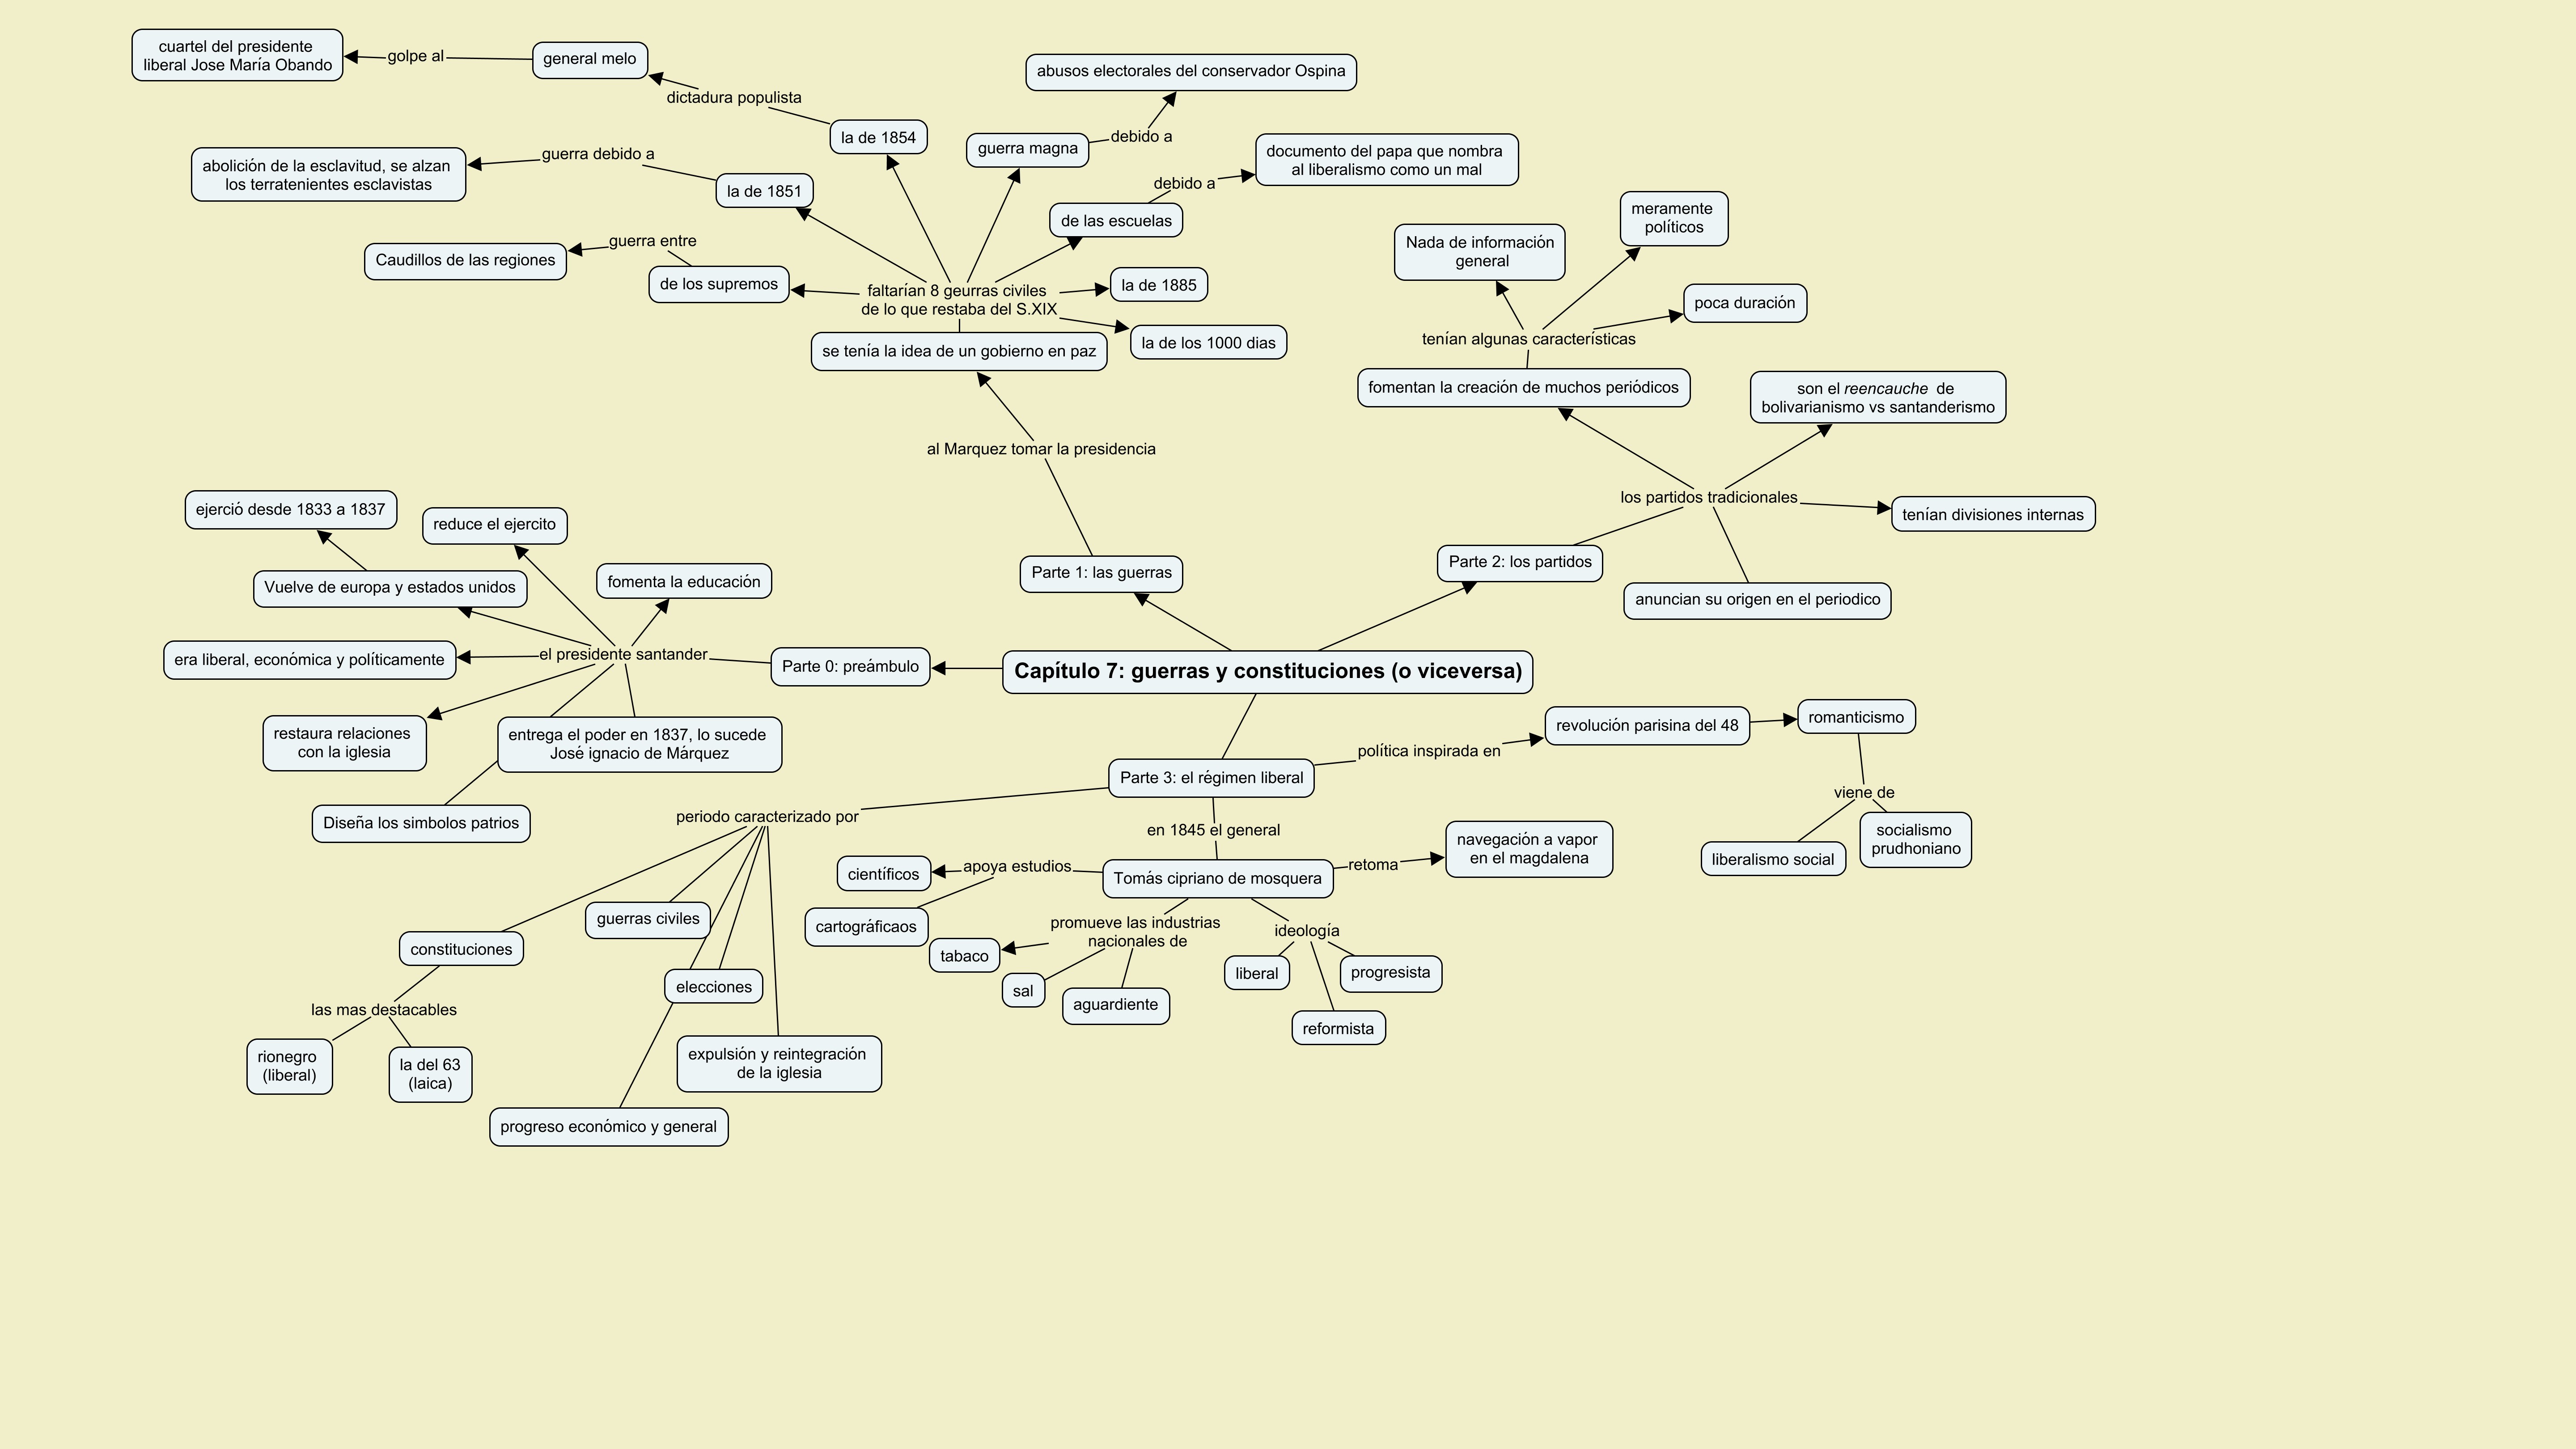 cuartel del presidente
liberal Jose María Obando
golpe al
general melo
dictadura populista
la de 1854
abolición de la esclavitud, se alzan
los terratenientes esclavistas
guerra debido a
la de 1851
Caudillos de las regiones
guerra entre
de los supremos
abusos electorales del conservador Ospina
debido a
guerra magna
documento del papa que nombra
al liberalismo como un mal
debido a
de las escuelas
la de 1885
la de los 1000 dias
faltarían 8 geurras civiles
de lo que restaba del S.XIX
se tenía la idea de un gobierno en paz
al Marquez tomar la presidencia
Parte 1: las guerras
meramente
políticos
Nada de información
general
poca duración
tenían algunas características
fomentan la creación de muchos periódicos
son el reencauche de
bolivarianismo vs santanderismo
los partidos tradicionales
tenían divisiones internas
Parte 2: los partidos
anuncian su origen en el periodico
ejerció desde 1833 a 1837
reduce el ejercito
Vuelve de europa y estados unidos
fomenta la educación
era liberal, económica y políticamente
el presidente santander
Parte 0: preámbulo
Capítulo 7: guerras y constituciones (o viceversa)
restaura relaciones
con la iglesia
entrega el poder en 1837, lo sucede
José ignacio de Márquez
Diseña los simbolos patrios
Parte 3: el régimen liberal
política inspirada en
revolución parisina del 48
romanticismo
viene de
liberalismo social
socialismo
prudhoniano
periodo caracterizado por
en 1845 el general
Tomás cipriano de mosquera
retoma
navegación a vapor
en el magdalena
apoya estudios
científicos
cartográficaos
promueve las industrias
nacionales de
tabaco
sal
aguardiente
ideología
liberal
progresista
reformista
guerras civiles
constituciones
las mas destacables
rionegro
(liberal)
la del 63
(laica)
elecciones
expulsión y reintegración
de la iglesia
progreso económico y general